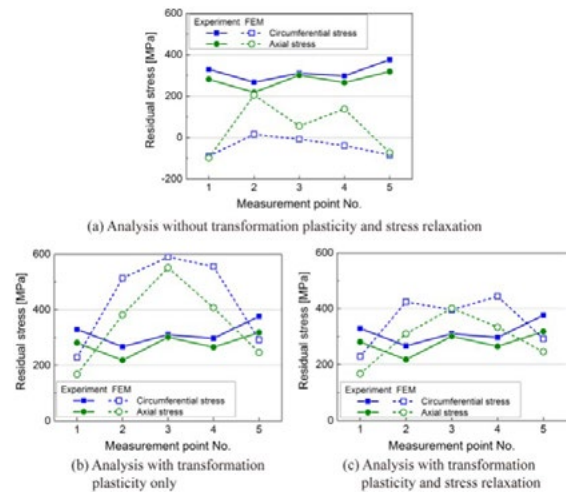 Experiment FEM
Circumferential stress
Axial stress
600
400
200
0
-200
Residual stress [MPa]
1 2 3 4 5
Measurement point No.
(a) Analysis without transformation plasticity and stress relaxation
600
400
200
0
Residual stress [MPa]
Experiment FEM
Circumferential stress
Axial stress
1 2 3 4 5
Measurement point No.
(b) Analysis with transformation
plasticity only
600
400
200
0
Residual stress [MPa]
Experiment FEM
Circumferential stress
Axial stress
1 2 3 4 5
Measurement point No.
(c) Analysis with transformation
plasticity and stress relaxation